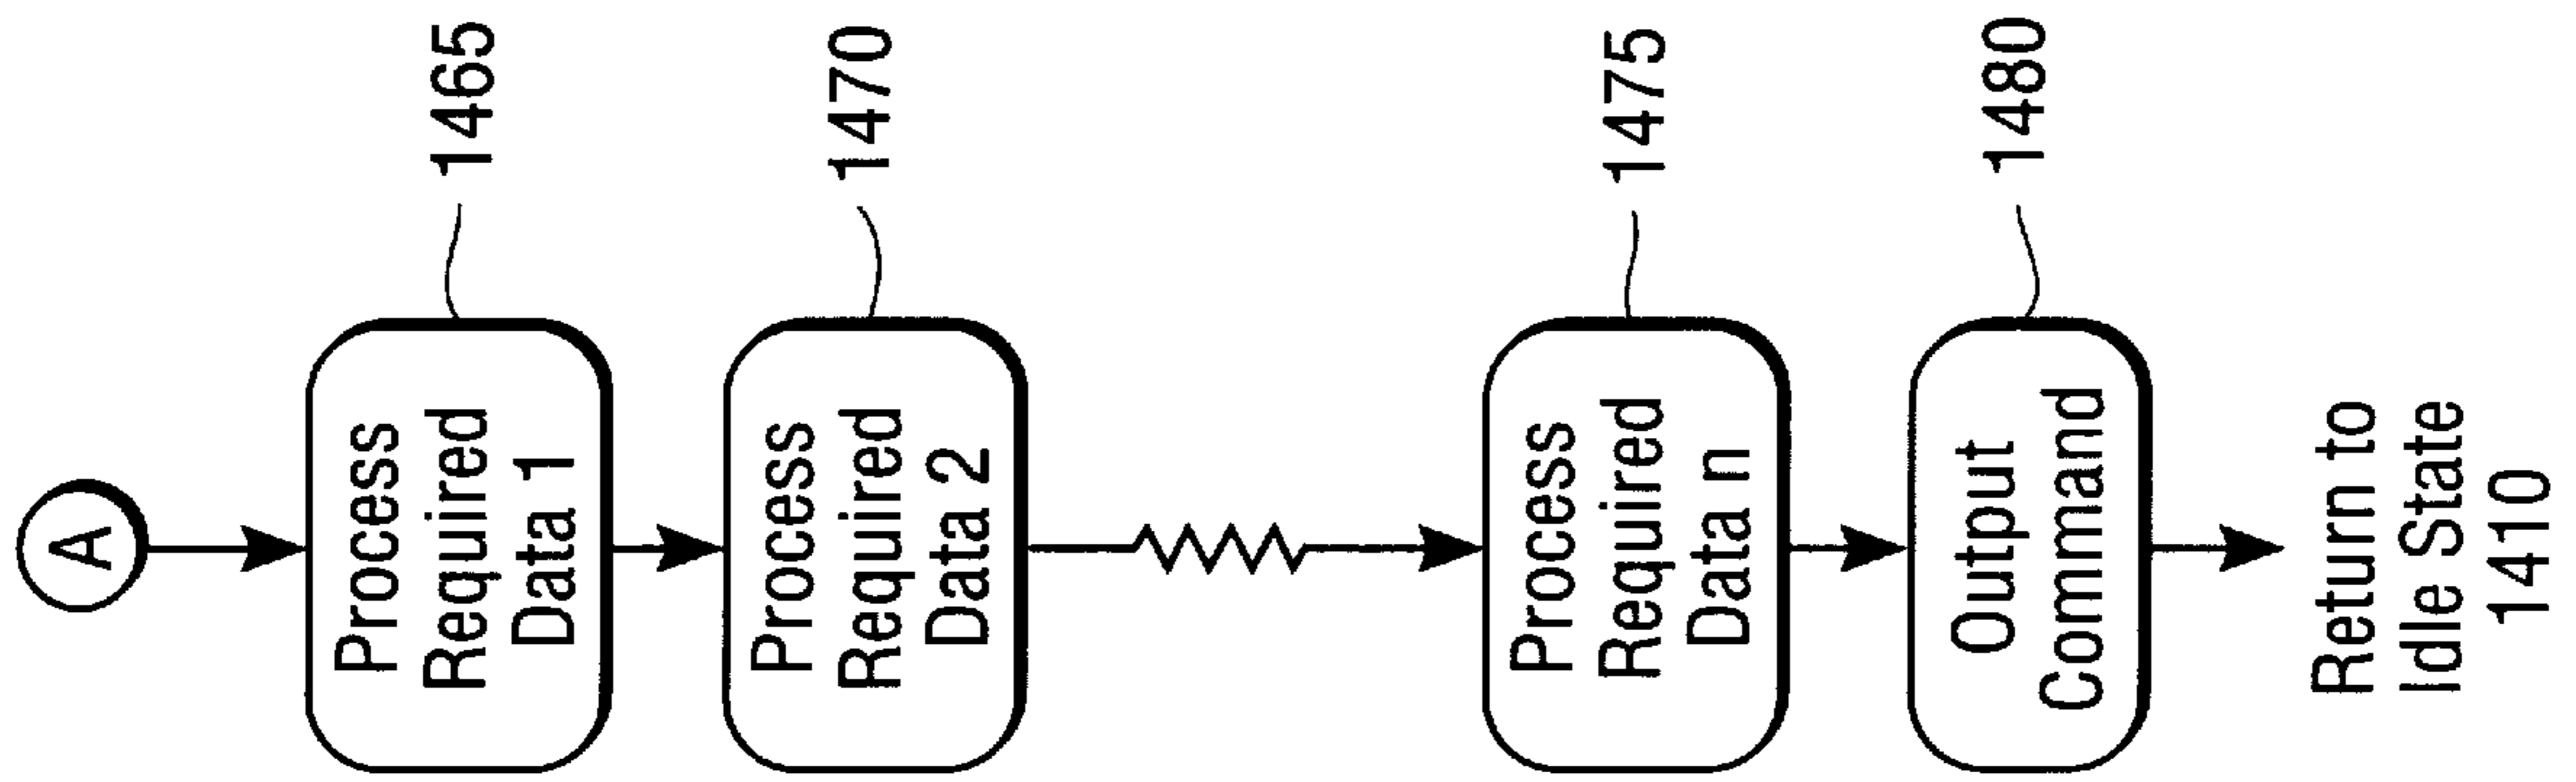 A
Process
Required
Data 1
1465
Process
Required
Data 2
1470
Process
Required
Data n
1475
Output
Command
1480
Return to
Idle State
1410